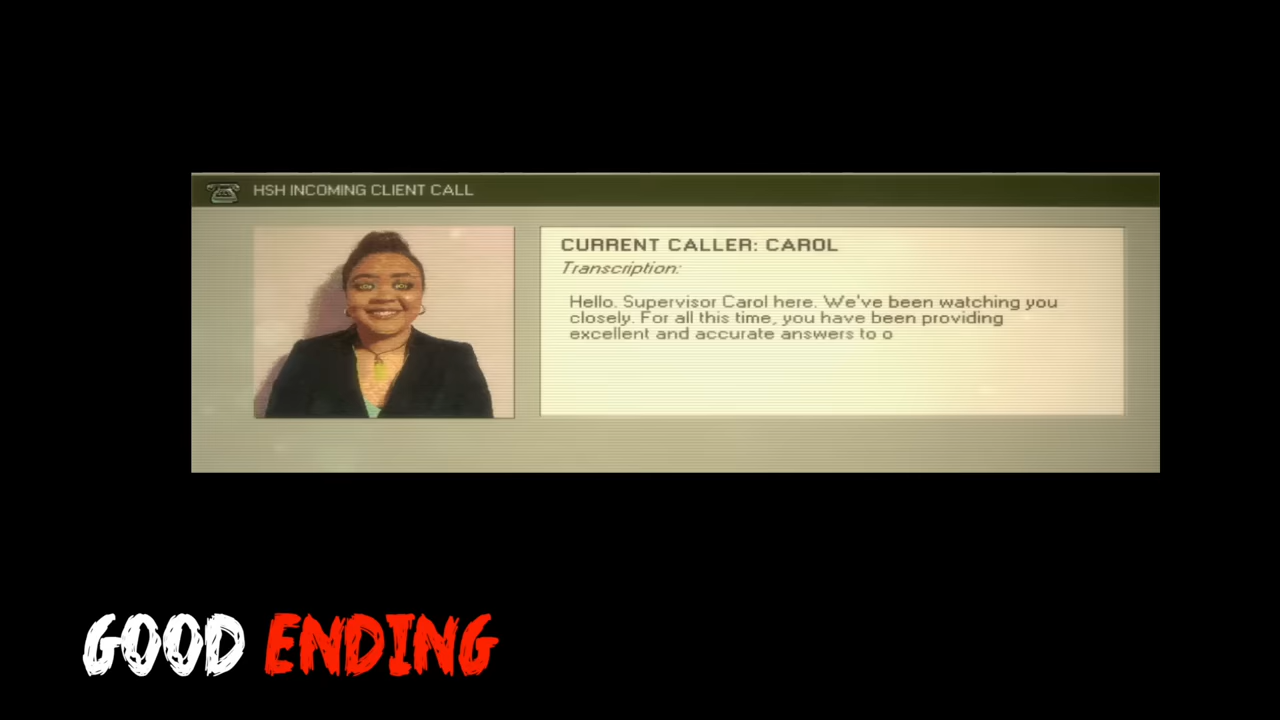 HSH INCOMING CLIENT CALL
CURRENT CALLER: CAROL
Transcription:
Hello. Supervisor Carol here. We've been watching you
closely. For all this time, you have been providing
excellent and accurate answers to o
GOOD ENDING